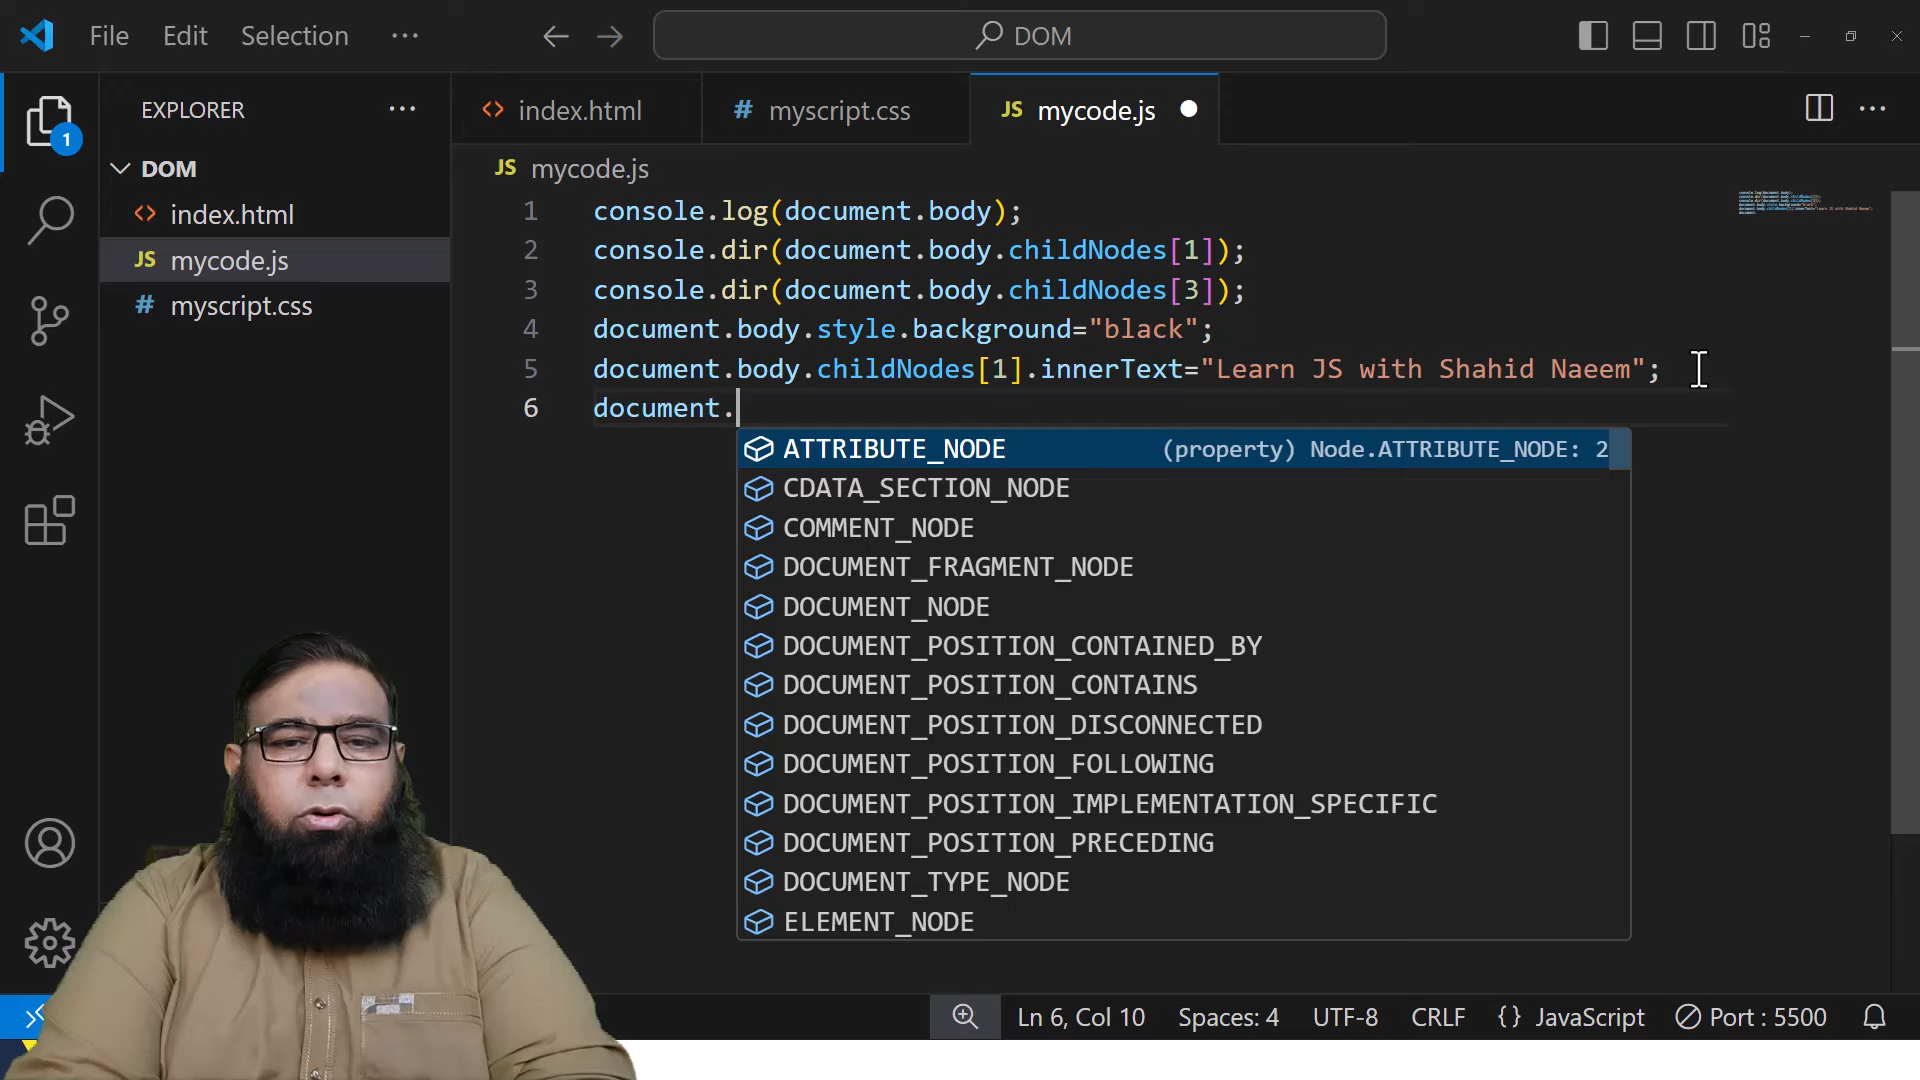 File Edit Selection ··· DOM
EXPLORER ···
index.html
myscript.css
mycode.js
DOM
index.html
mycode.js
myscript.css
1
JS mycode.js
1 console.log(document.body);
2 console.dir(document.body.childNodes[1]);
3 console.dir(document.body.childNodes[3]);
4 document.body.style.background="black";
5 document.body.childNodes[1].innerText="Learn JS with Shahid Naeem";
6 document.
ATTRIBUTE_NODE (property) Node.ATTRIBUTE_NODE: 2
CDATA_SECTION_NODE
COMMENT_NODE
DOCUMENT_FRAGMENT_NODE
DOCUMENT_NODE
DOCUMENT_POSITION_CONTAINED_BY
DOCUMENT_POSITION_CONTAINS
DOCUMENT_POSITION_DISCONNECTED
DOCUMENT_POSITION_FOLLOWING
DOCUMENT_POSITION_IMPLEMENTATION_SPECIFIC
DOCUMENT_POSITION_PRECEDING
DOCUMENT_TYPE_NODE
ELEMENT_NODE
Ln 6, Col 10 Spaces: 4 UTF-8 CRLF {} JavaScript Port : 5500